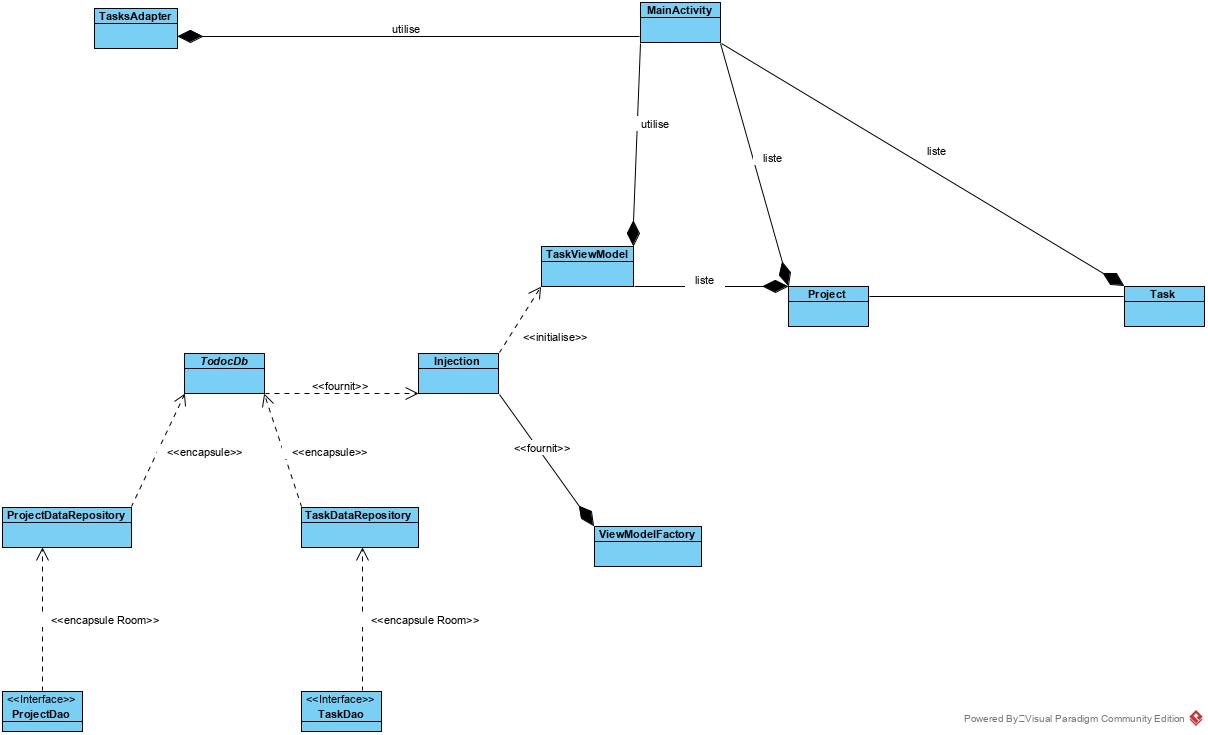 MainActivity
TasksAdapter
utilise
utilise
liste
liste
TaskViewModel
liste
Project
Task
<<initialise>>
TodocDb
Injection
<<fournit>>
<<encapsule>>
<<encapsule>>
<<fournit>>
ProjectDataRepository
TaskDataRepository
ViewModelFactory
<<encapsule Room>>
<<encapsule Room>>
<<Interface>>
ProjectDao
<<Interface>>
TaskDao
Powered By Visual Paradigm Community Edition